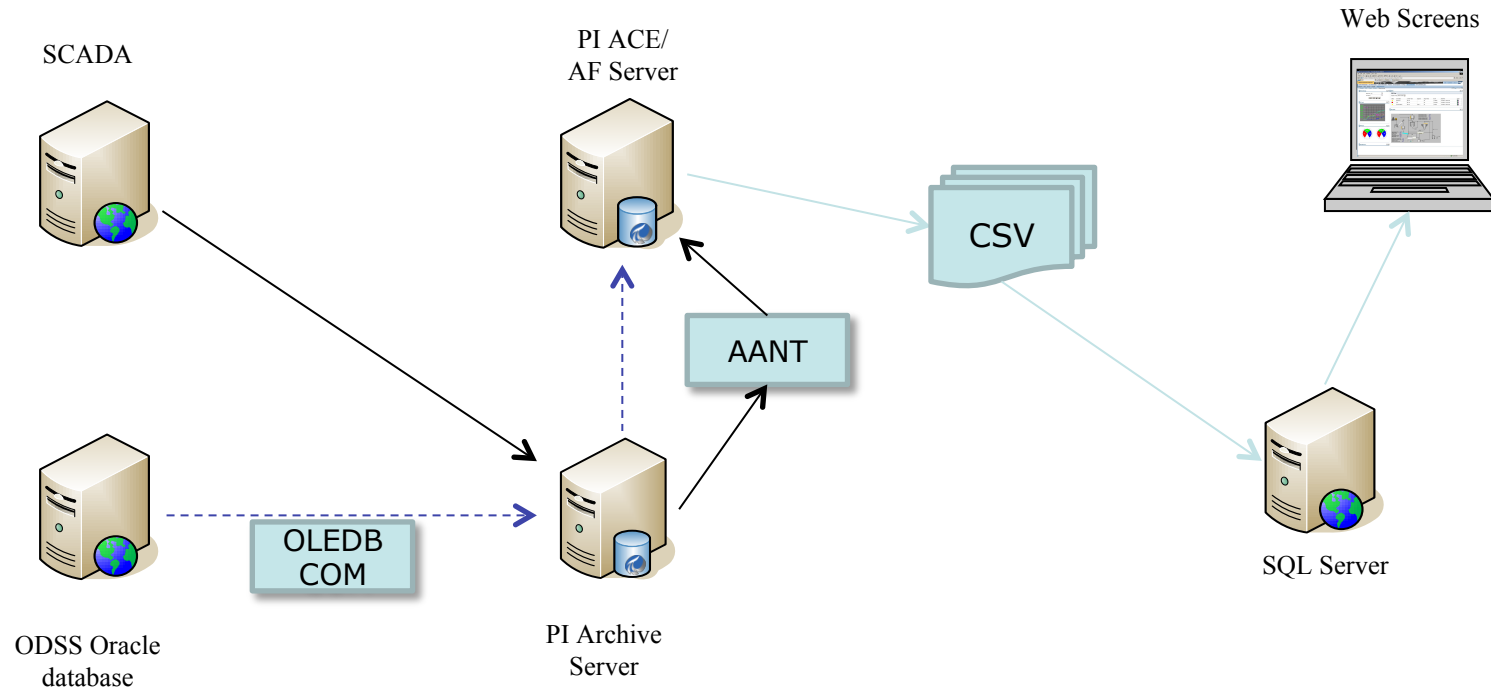 Web Screens
SCADA
PI ACE/
AF Server
CSV
AANT
OLEDB
COM
SQL Server
ODSS Oracle
database
PI Archive
Server